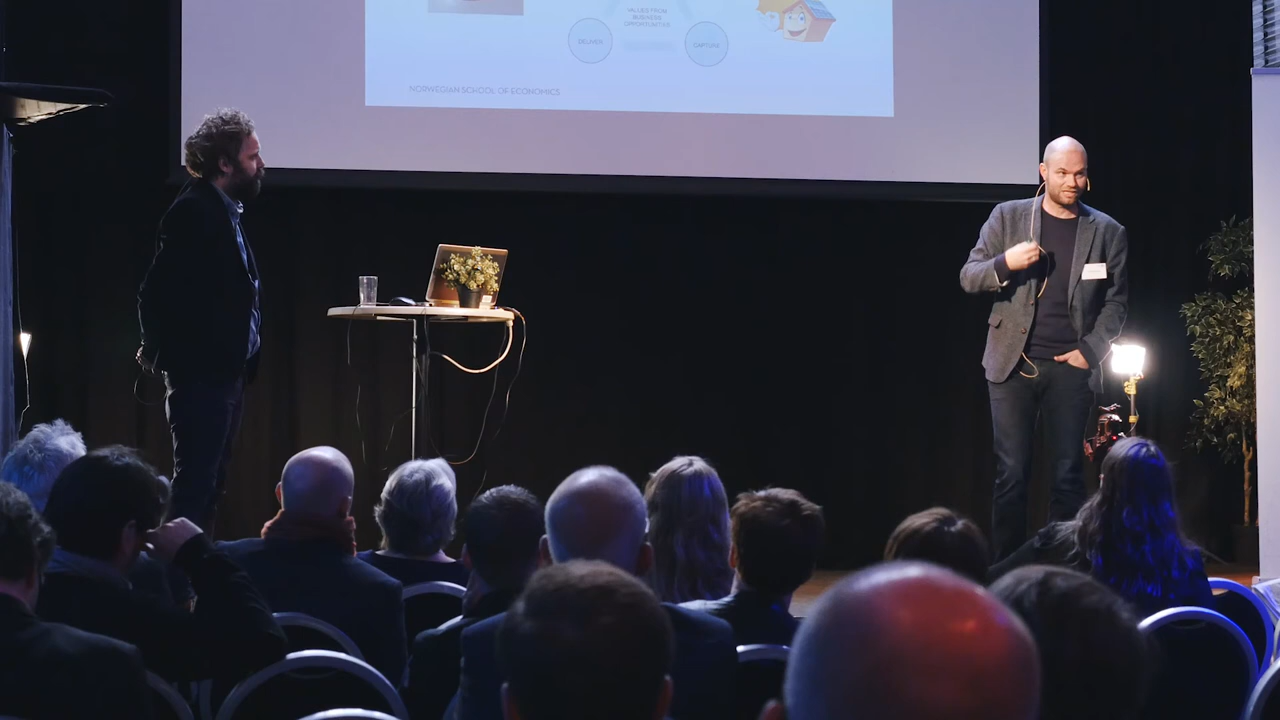 VALUES FROM
BUSINESS
OPPORTUNITIES
DELIVER
CAPTURE
NORWEGIAN SCHOOL OF ECONOMICS